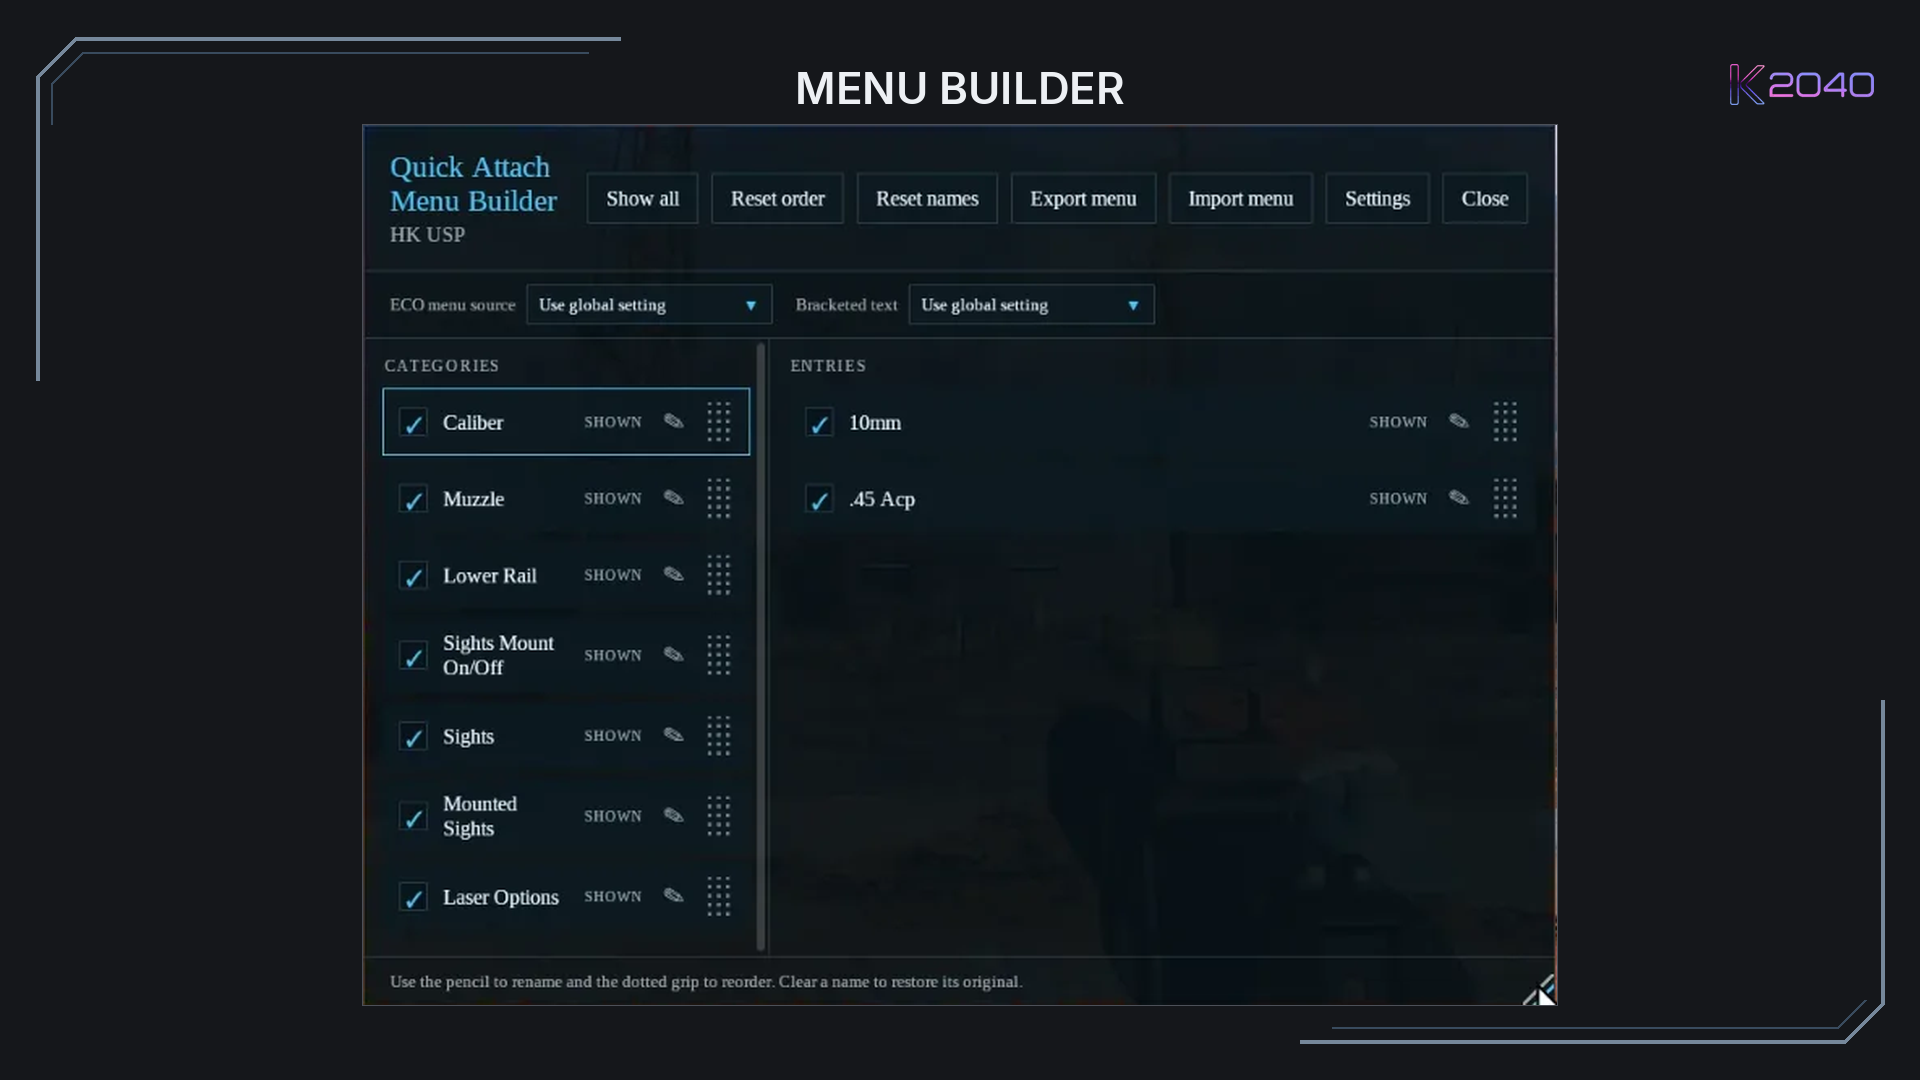 MENU BUILDER
K2040
Quick Attach
Menu Builder
HK USP
Show all
Reset order
Reset names
Export menu
Import menu
Settings
Close
ECO menu source
Use global setting
Bracketed text
Use global setting
CATEGORIES
Caliber SHOWN
Muzzle SHOWN
Lower Rail SHOWN
Sights Mount
On/Off SHOWN
Sights SHOWN
Mounted
Sights SHOWN
Laser Options SHOWN
ENTRIES
10mm SHOWN
.45 Acp SHOWN
Use the pencil to rename and the dotted grip to reorder. Clear a name to restore its original.